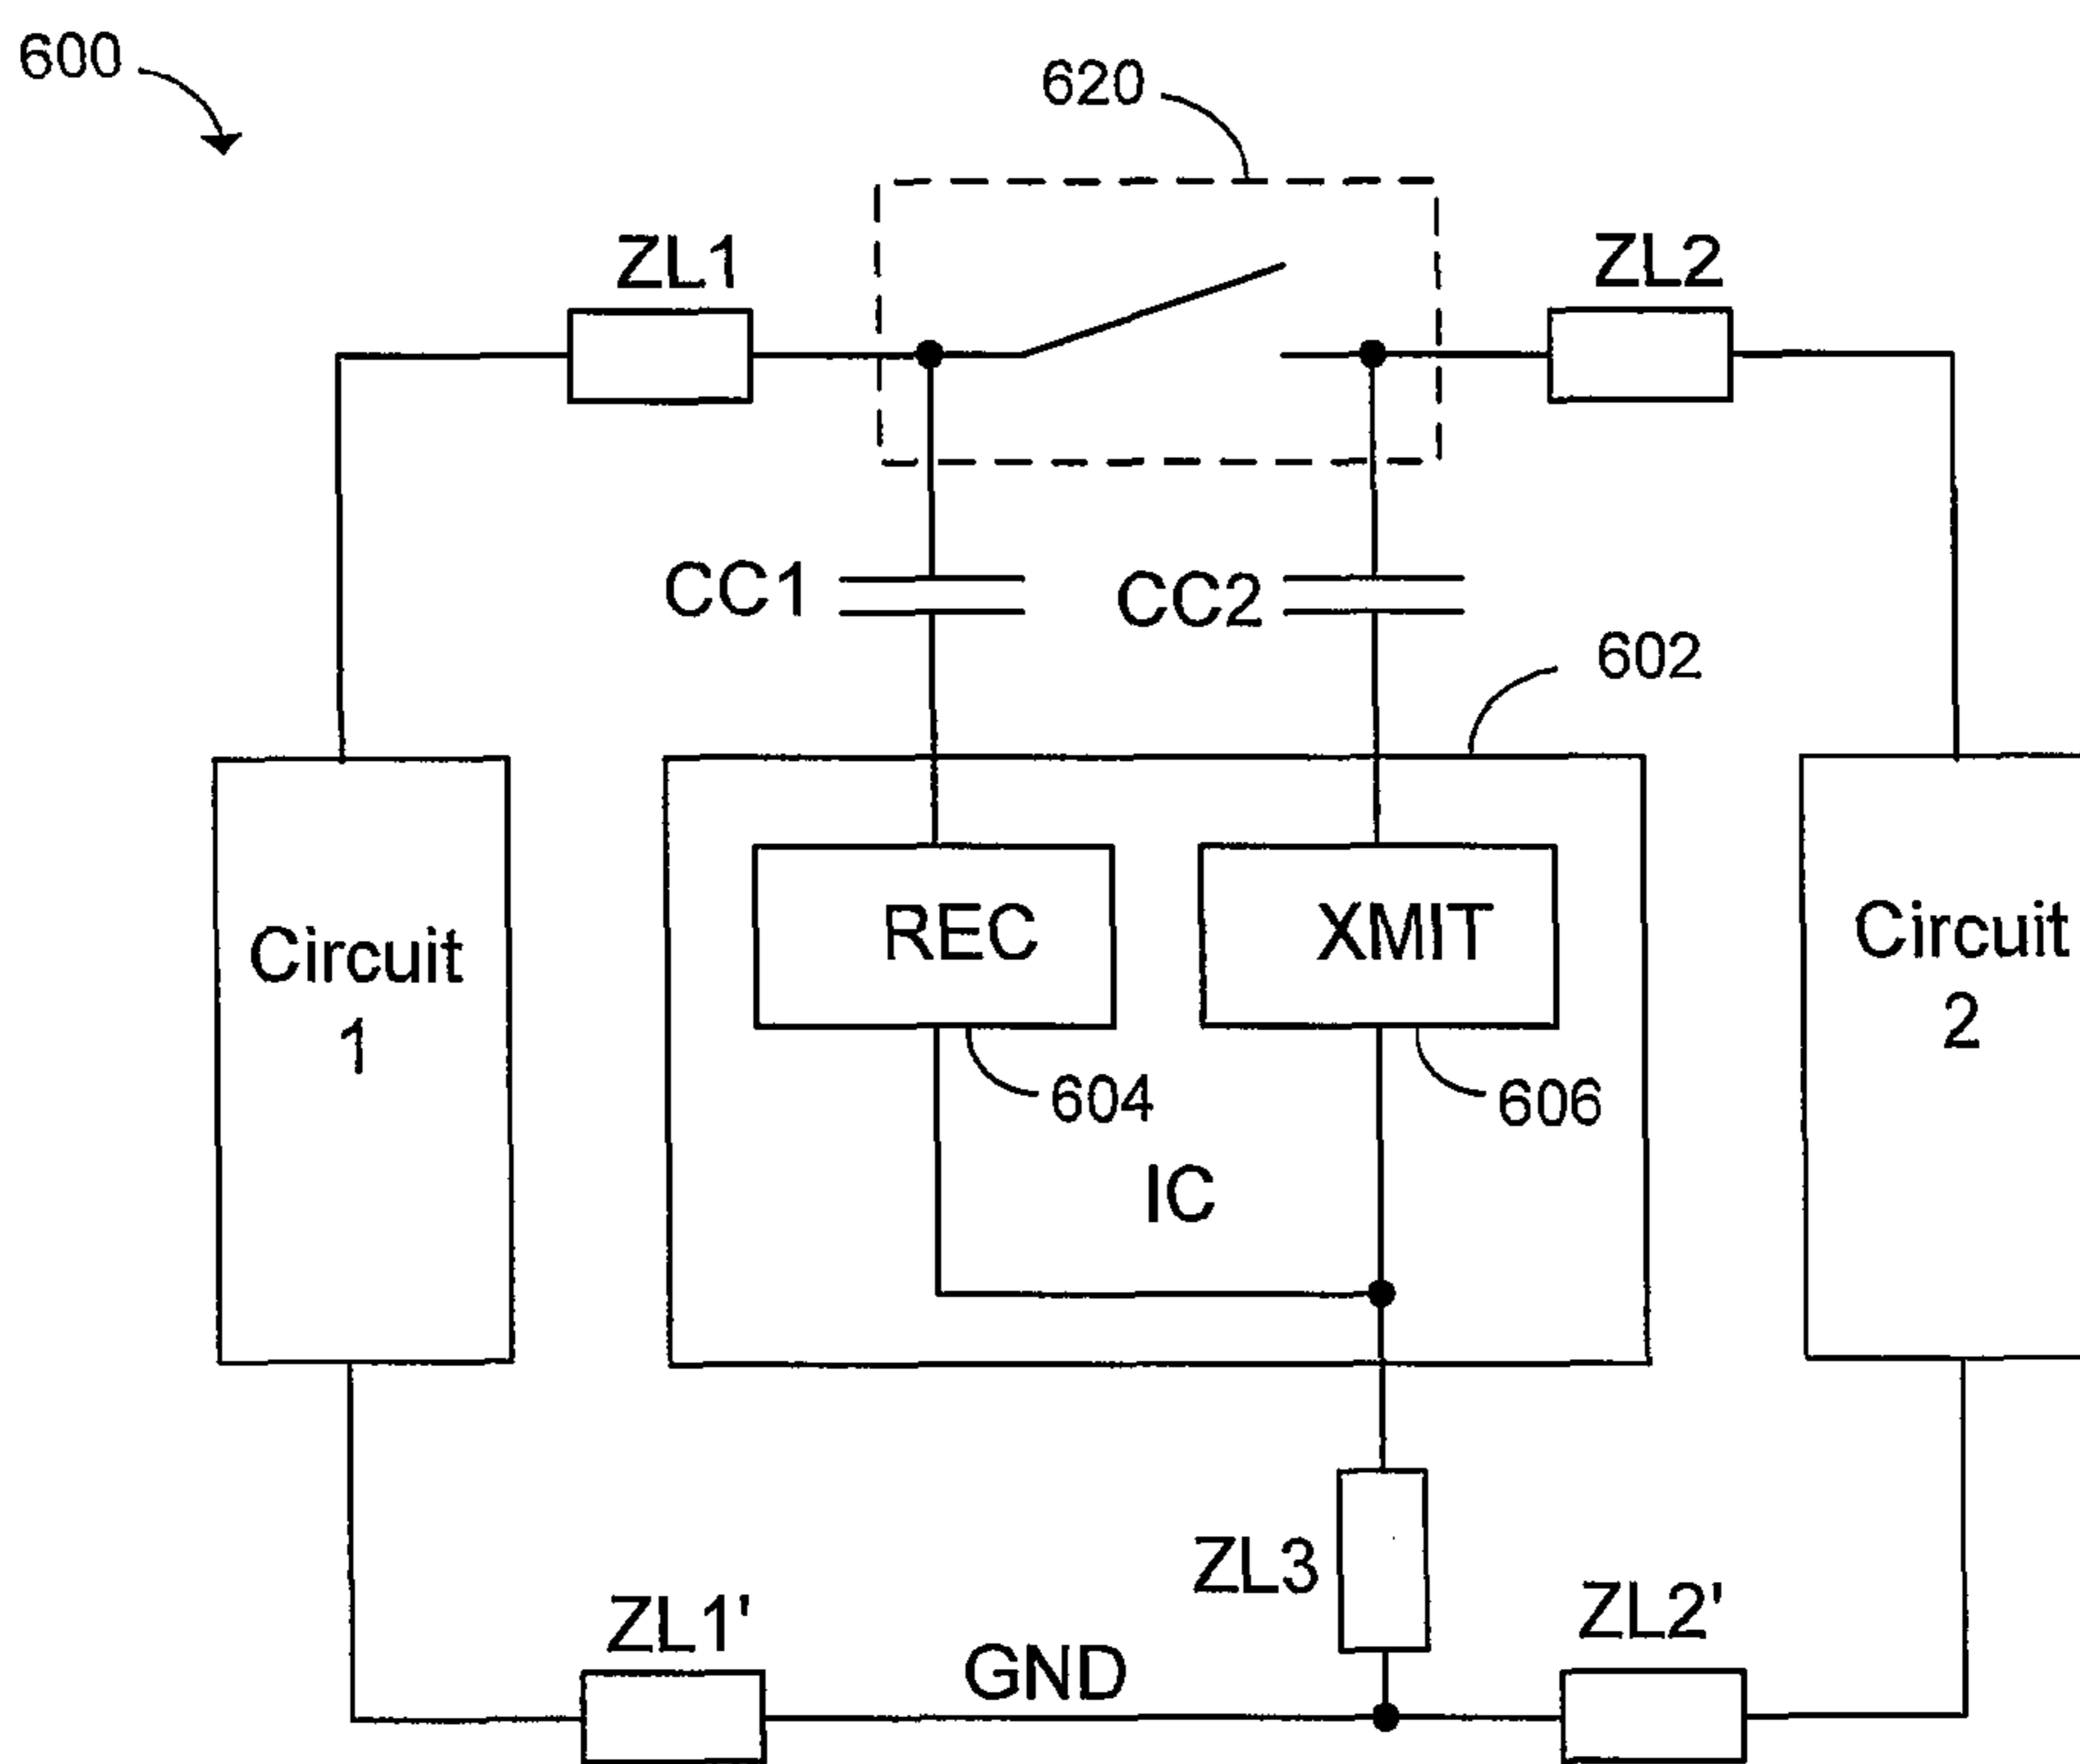 600
620
ZL1
ZL2
CC1
CC2
602
REC
XMIT
Circuit
1
Circuit
2
604
606
IC
ZL3
ZL1'
GND
ZL2'